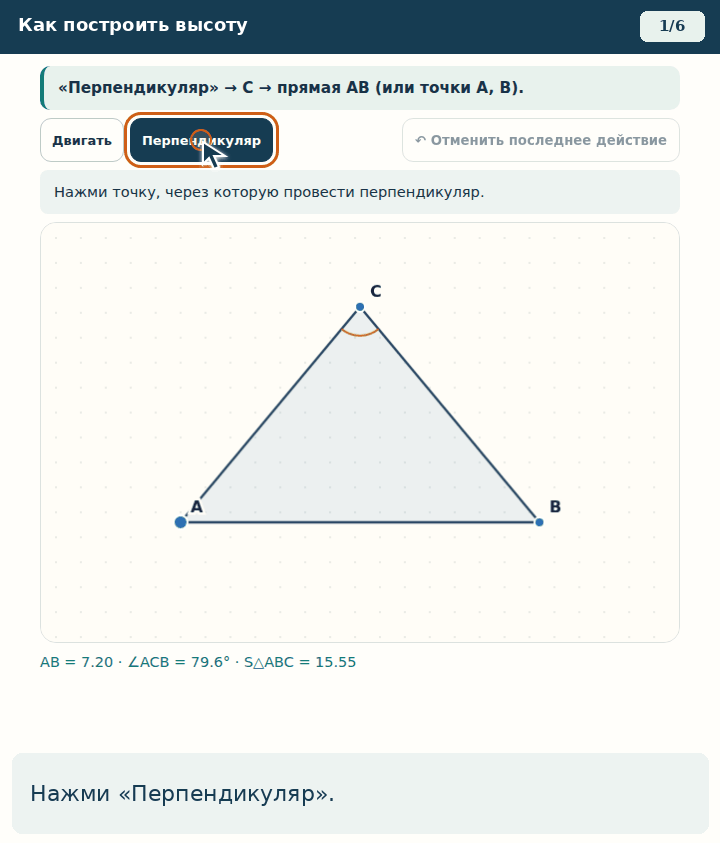 Как построить высоту
1/6
«Перпендикуляр» → C → прямая AB (или точки A, B).
Двигать
Перпендикуляр
↶ Отменить последнее действие
Нажми точку, через которую провести перпендикуляр.
C
A
B
AB = 7.20 · ∠ACB = 79.6° · S△ABC = 15.55
Нажми «Перпендикуляр».